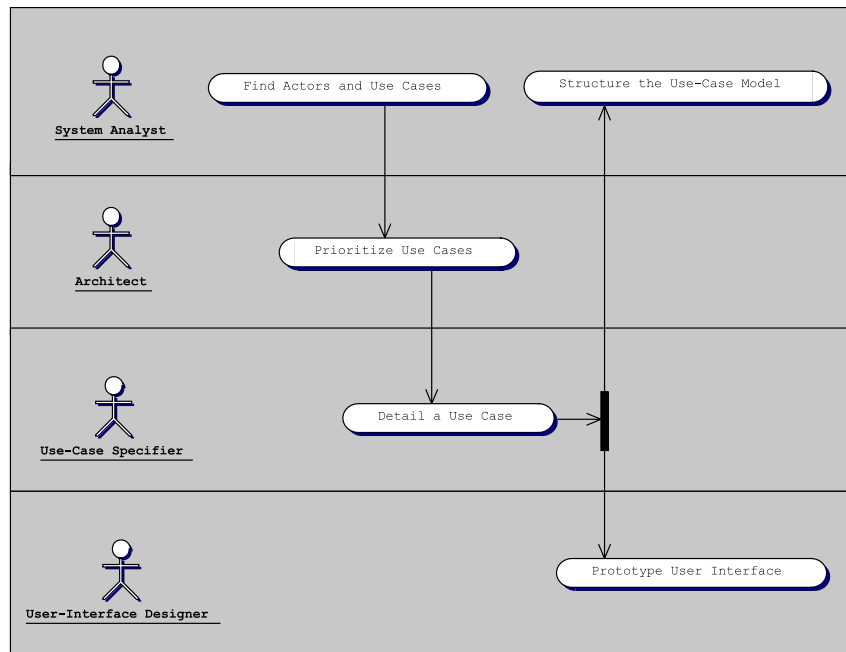 Find Actors and Use Cases
Structure the Use-Case Model
System Analyst
Prioritize Use Cases
Architect
Detail a Use Case
Use-Case Specifier
Prototype User Interface
User-Interface Designer